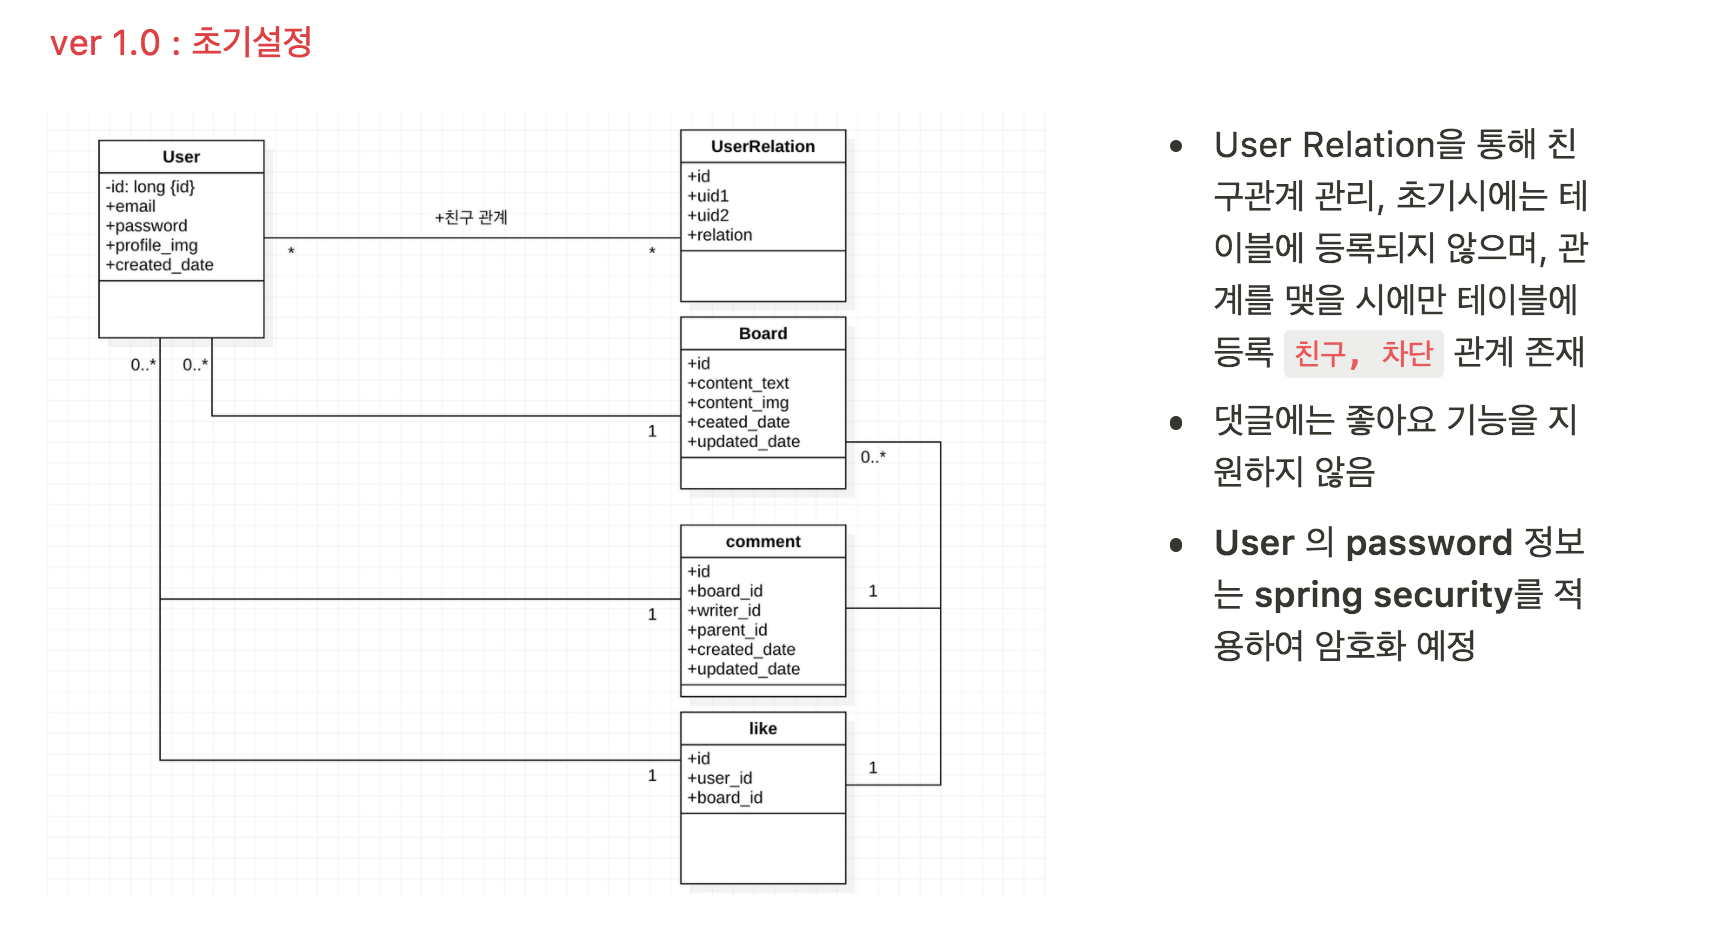 ver 1.0 : 초기설정
User
-id: long {id}
+email
+password
+profile_img
+created_date
+친구 관계
*
*
UserRelation
+id
+uid1
+uid2
+relation
0..*
0..*
Board
+id
+content_text
+content_img
+ceated_date
+updated_date
1
0..*
comment
+id
+board_id
+writer_id
+parent_id
+created_date
+updated_date
1
1
like
+id
+user_id
+board_id
1
1
• User Relation을 통해 친
구관계 관리, 초기시에는 테
이블에 등록되지 않으며, 관
계를 맺을 시에만 테이블에
등록 친구, 차단 관계 존재
• 댓글에는 좋아요 기능을 지
원하지 않음
• User 의 password 정보
는 spring security를 적
용하여 암호화 예정